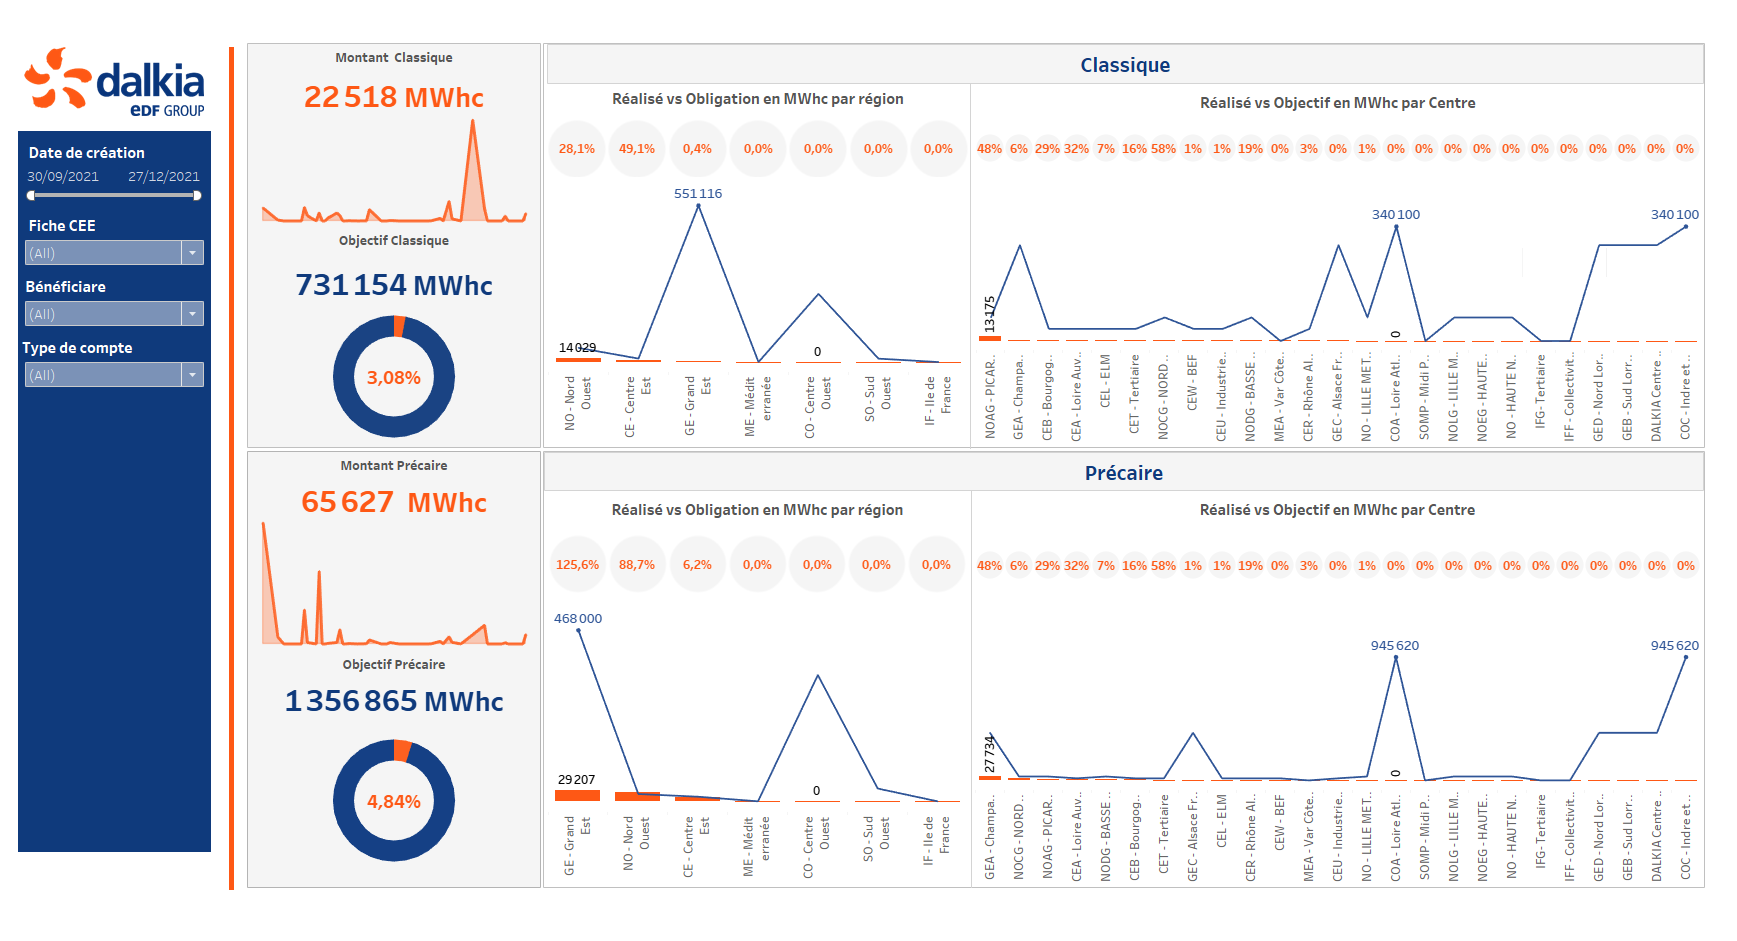 dalkia
eDF GROUP
Date de création
30/09/2021 27/12/2021
Fiche CEE
(All)
Bénéficiaire
(All)
Type de compte
(All)
Montant Classique
22 518 MWhc
Objectif Classique
731 154 MWhc
3,08%
Classique
Réalisé vs Obligation en MWhc par région
28,1% 49,1% 0,4% 0,0% 0,0% 0,0% 0,0%
551 116
14 029
0
NO - Nord Ouest
CE - Centre Est
GE - Grand Est
ME - Médit erranée
CO - Centre Ouest
SO - Sud Ouest
IF - Ile de France
Réalisé vs Objectif en MWhc par Centre
48% 6% 29% 32% 7% 16% 58% 1% 1% 19% 0% 3% 0% 1% 0% 0% 0% 0% 0% 0% 0% 0% 0% 0% 0%
340 100
340 100
13 175
0
NOAG - PICAR..
GEA - Champa..
CEB - Bourgog..
CEA - Loire Auv..
CEL - ELM
CET - Tertiaire
NOCG - NORD..
CEW - BEF
CEU - Industrie..
NODG - BASSE ..
MEA - Var Côte..
CER - Rhône Al..
GEC - Alsace Fr..
NO - LILLE MET..
COA - Loire Atl..
SOMP - Midi P..
NOLG - LILLE M..
NOEG - HAUTE..
NO - HAUTE N..
IFG- Tertiaire
IFF - Collectivit..
GED - Nord Lor..
GEB - Sud Lorr..
DALKIA Centre ..
COC - Indre et..
Montant Précaire
65 627 MWhc
Objectif Précaire
1 356 865 MWhc
4,84%
Précaire
Réalisé vs Obligation en MWhc par région
125,6% 88,7% 6,2% 0,0% 0,0% 0,0% 0,0%
468 000
29 207
0
GE - Grand Est
NO - Nord Ouest
CE - Centre Est
ME - Médit erranée
CO - Centre Ouest
SO - Sud Ouest
IF - Ile de France
Réalisé vs Objectif en MWhc par Centre
48% 6% 29% 32% 7% 16% 58% 1% 1% 19% 0% 3% 0% 1% 0% 0% 0% 0% 0% 0% 0% 0% 0% 0% 0%
945 620
945 620
27 734
0
GEA - Champa..
NOCG - NORD ..
NOAG - PICAR..
CEA - Loire Auv..
NODG - BASSE ..
CEB - Bourgog..
CET - Tertiaire
GEC - Alsace Fr..
CEL - ELM
CER - Rhône Al..
CEW - BEF
MEA - Var Côte..
CEU - Industrie..
NO - LILLE MET..
COA - Loire Atl..
SOMP - Midi P..
NOLG - LILLE M..
NOEG - HAUTE..
NO - HAUTE N..
IFG- Tertiaire
IFF - Collectivit..
GED - Nord Lor..
GEB - Sud Lorr..
DALKIA Centre ..
COC - Indre et..